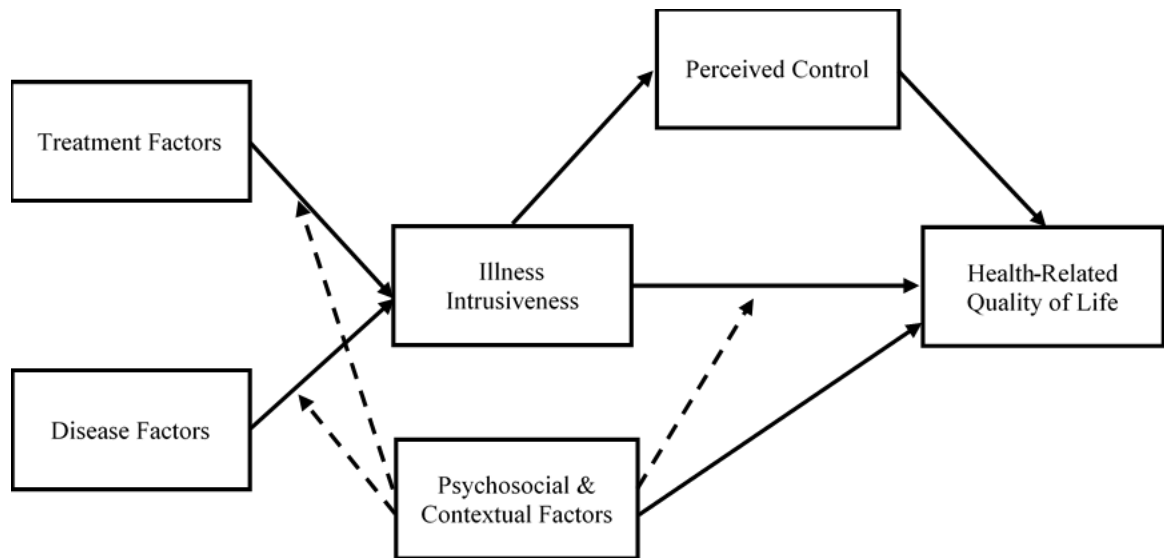 Perceived Control
Treatment Factors
Illness
Intrusiveness
Health-Related
Quality of Life
Disease Factors
Psychosocial &
Contextual Factors